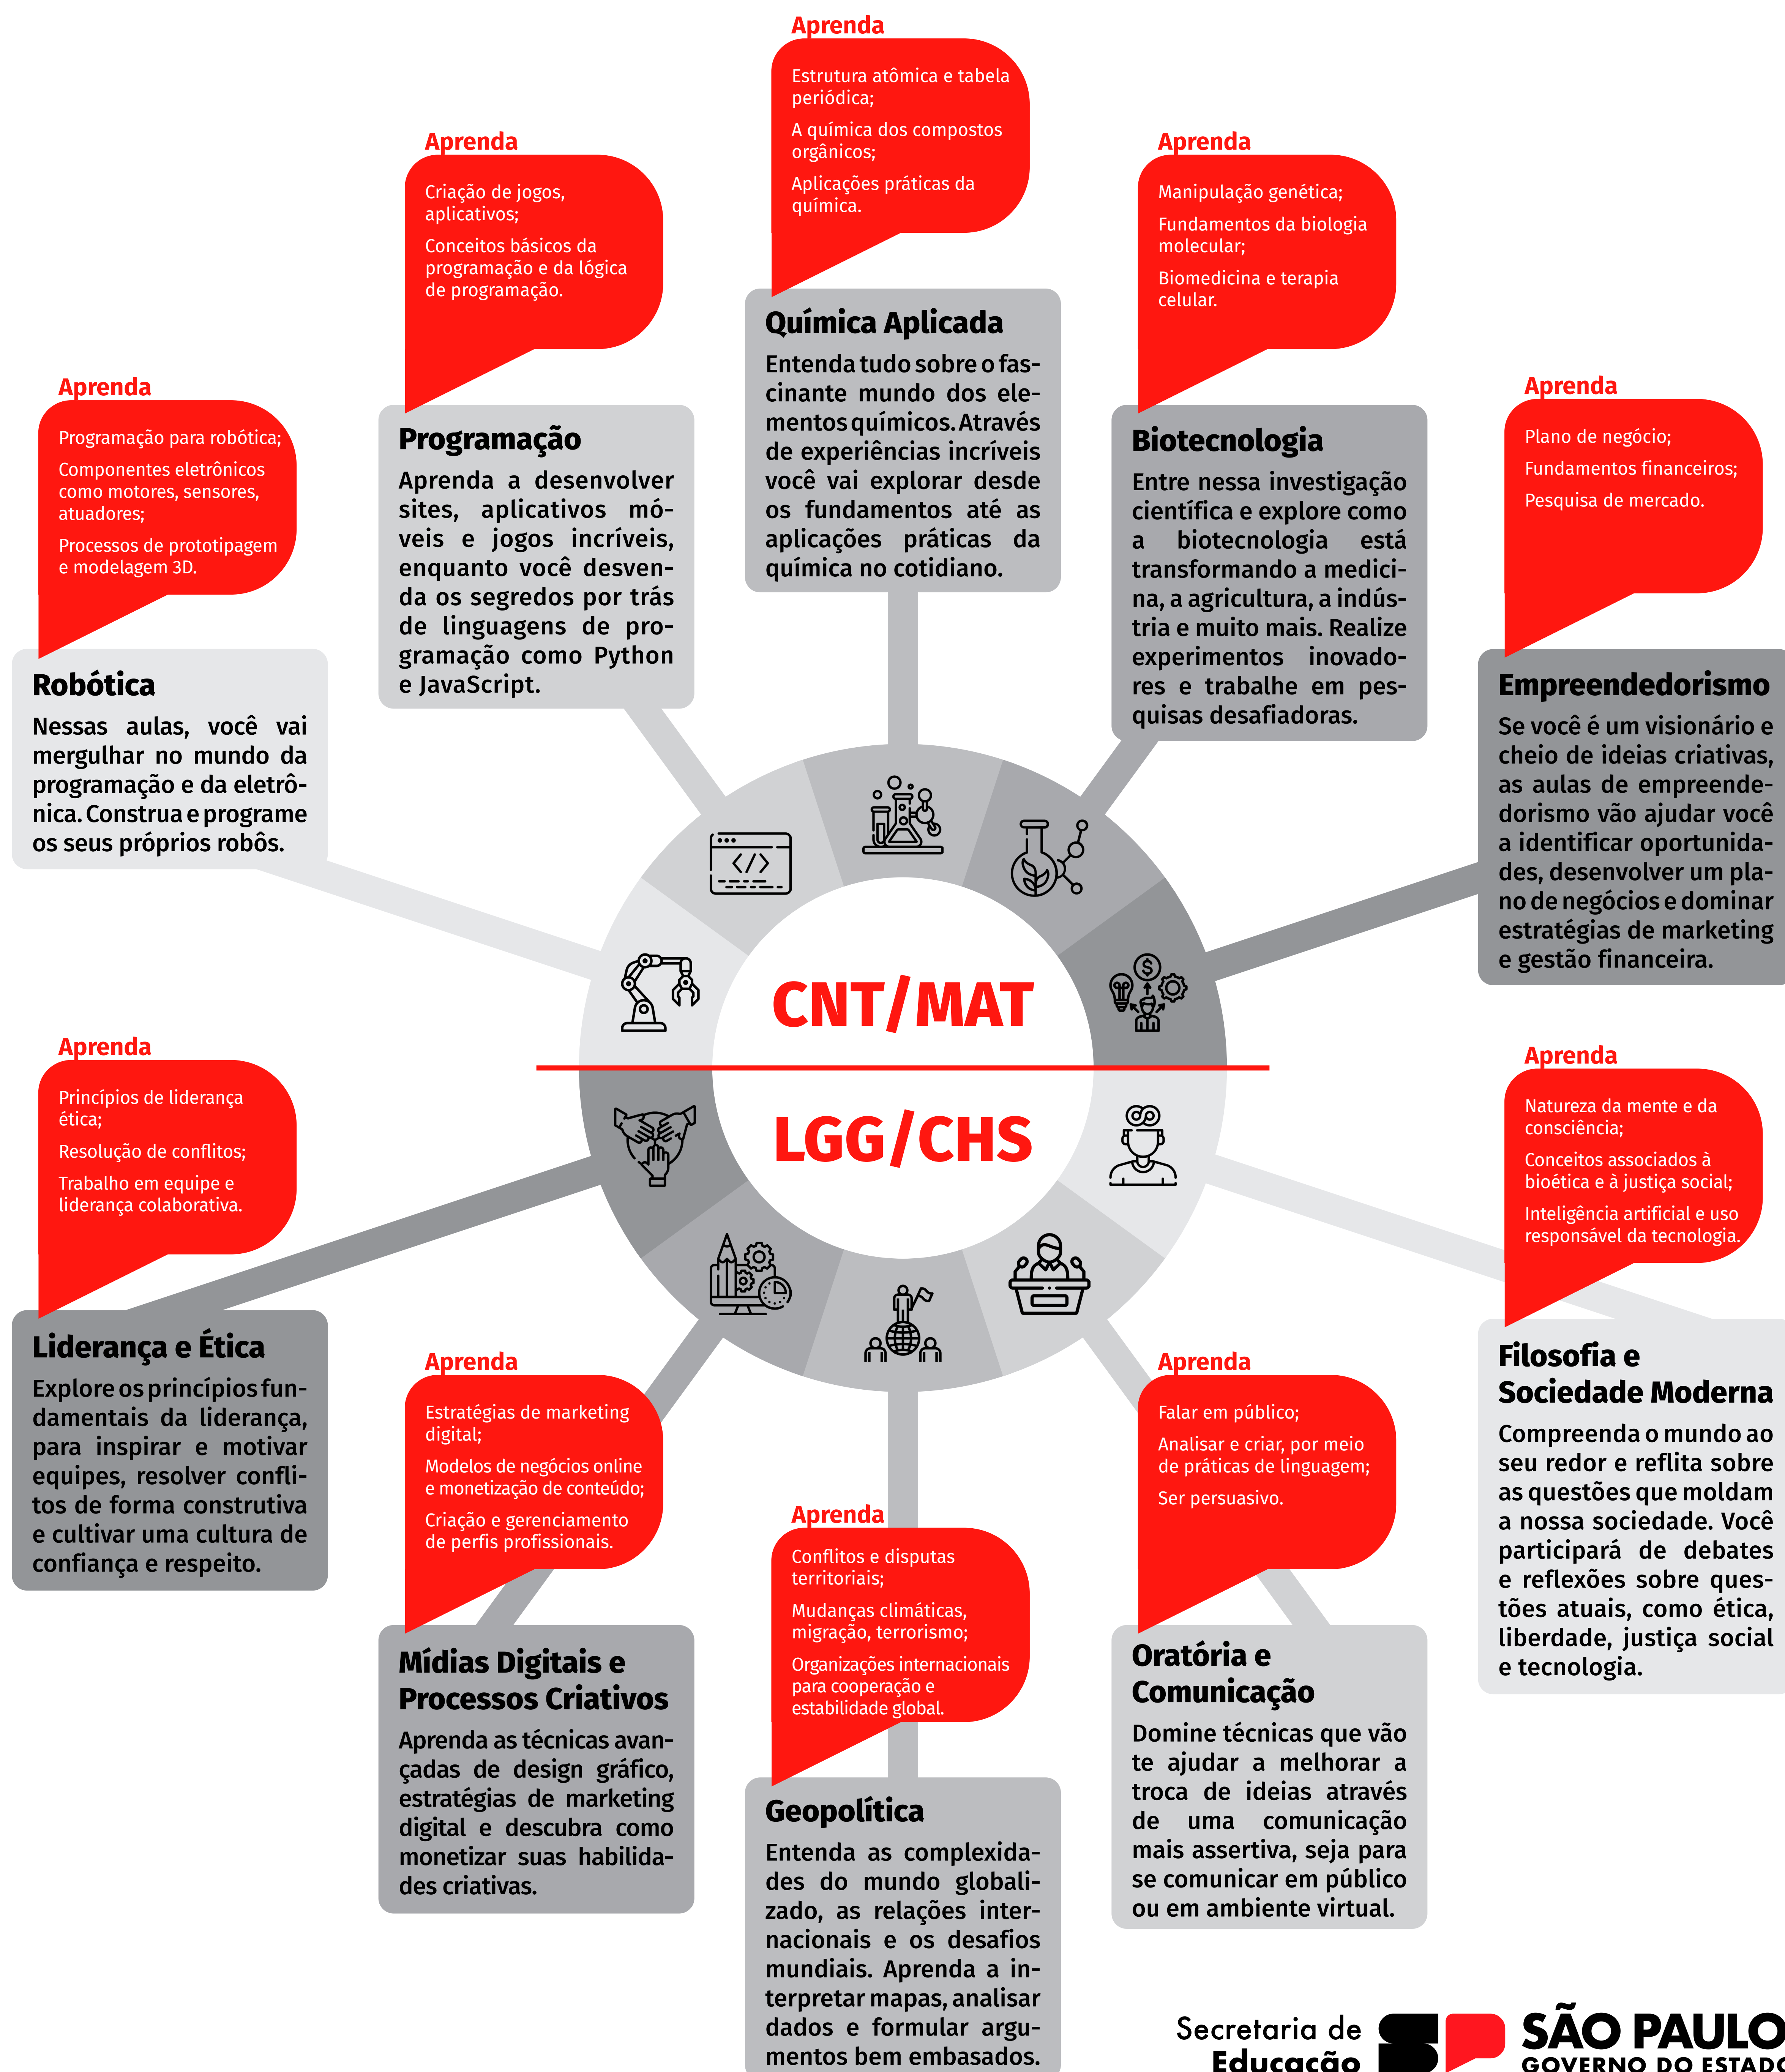 Aprenda
Estrutura atômica e tabela
periódica;
A química dos compostos
orgânicos;
Aplicações práticas da
química.
Química Aplicada
Entenda tudo sobre o fas-
cinante mundo dos ele-
mentos químicos. Através
de experiências incríveis
você vai explorar desde
os fundamentos até as
aplicações práticas da
química no cotidiano.
Aprenda
Criação de jogos,
aplicativos;
Conceitos básicos da
programação e da lógica
de programação.
Programação
Aprenda a desenvolver
sites, aplicativos mó-
veis e jogos incríveis,
enquanto você desven-
da os segredos por trás
de linguagens de pro-
gramação como Python
e JavaScript.
Aprenda
Manipulação genética;
Fundamentos da biologia
molecular;
Biomedicina e terapia
celular.
Biotecnologia
Entre nessa investigação
científica e explore como
a biotecnologia está
transformando a medici-
na, a agricultura, a indús-
tria e muito mais. Realize
experimentos inovado-
res e trabalhe em pes-
quisas desafiadoras.
Aprenda
Programação para robótica;
Componentes eletrônicos
como motores, sensores,
atuadores;
Processos de prototipagem
e modelagem 3D.
Robótica
Nessas aulas, você vai
mergulhar no mundo da
programação e da eletrô-
nica. Construa e programe
os seus próprios robôs.
Aprenda
Plano de negócio;
Fundamentos financeiros;
Pesquisa de mercado.
Empreendedorismo
Se você é um visionário e
cheio de ideias criativas,
as aulas de empreende-
dorismo vão ajudar você
a identificar oportunida-
des, desenvolver um pla-
no de negócios e dominar
estratégias de marketing
e gestão financeira.
CNT/MAT
LGG/CHS
Aprenda
Princípios de liderança
ética;
Resolução de conflitos;
Trabalho em equipe e
liderança colaborativa.
Liderança e Ética
Explore os princípios fun-
damentais da liderança,
para inspirar e motivar
equipes, resolver confli-
tos de forma construtiva
e cultivar uma cultura de
confiança e respeito.
Aprenda
Natureza da mente e da
consciência;
Conceitos associados à
bioética e à justiça social;
Inteligência artificial e uso
responsável da tecnologia.
Filosofia e
Sociedade Moderna
Compreenda o mundo ao
seu redor e reflita sobre
as questões que moldam
a nossa sociedade. Você
participará de debates
e reflexões sobre ques-
tões atuais, como ética,
liberdade, justiça social
e tecnologia.
Aprenda
Estratégias de marketing
digital;
Modelos de negócios online
e monetização de conteúdo;
Criação e gerenciamento
de perfis profissionais.
Mídias Digitais e
Processos Criativos
Aprenda as técnicas avan-
çadas de design gráfico,
estratégias de marketing
digital e descubra como
monetizar suas habilida-
des criativas.
Aprenda
Conflitos e disputas
territoriais;
Mudanças climáticas,
migração, terrorismo;
Organizações internacionais
para cooperação e
estabilidade global.
Geopolítica
Entenda as complexida-
des do mundo globali-
zado, as relações inter-
nacionais e os desafios
mundiais. Aprenda a in-
terpretar mapas, analisar
dados e formular argu-
mentos bem embasados.
Aprenda
Falar em público;
Analisar e criar, por meio
de práticas de linguagem;
Ser persuasivo.
Oratória e
Comunicação
Domine técnicas que vão
te ajudar a melhorar a
troca de ideias através
de uma comunicação
mais assertiva, seja para
se comunicar em público
ou em ambiente virtual.
Secretaria de
Educação
SÃO PAULO
GOVERNO DO ESTADO